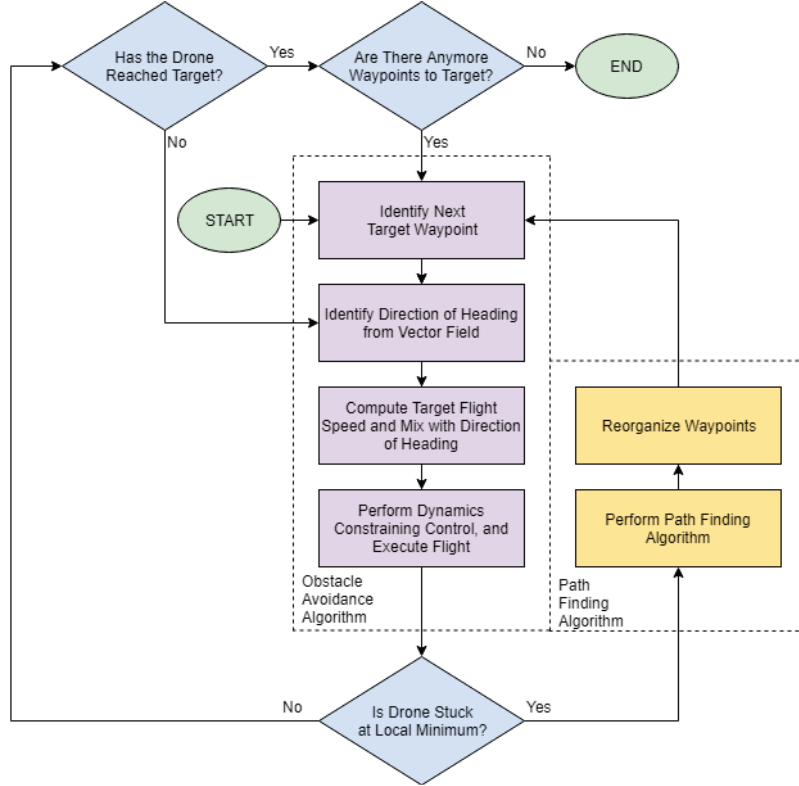 Has the Drone
Reached Target?
Yes
Are There Anymore
Waypoints to Target?
No
END
No
Yes
START
Identify Next
Target Waypoint
Identify Direction of Heading
from Vector Field
Compute Target Flight
Speed and Mix with Direction
of Heading
Reorganize Waypoints
Perform Dynamics
Constraining Control, and
Execute Flight
Perform Path Finding
Algorithm
Obstacle
Avoidance
Algorithm
Path
Finding
Algorithm
No
Is Drone Stuck
at Local Minimum?
Yes